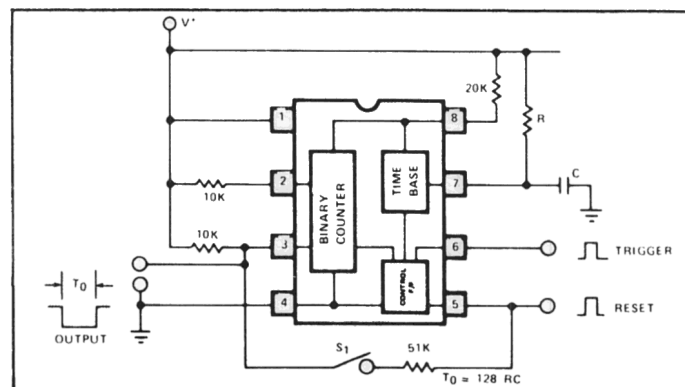 V+
20K
R
1
8
10K
2
7
C
BINARY COUNTER
TIME BASE
10K
3
6
TRIGGER
CONTROL F/F
4
5
RESET
T0
OUTPUT
S1
51K
T0 = 128 RC